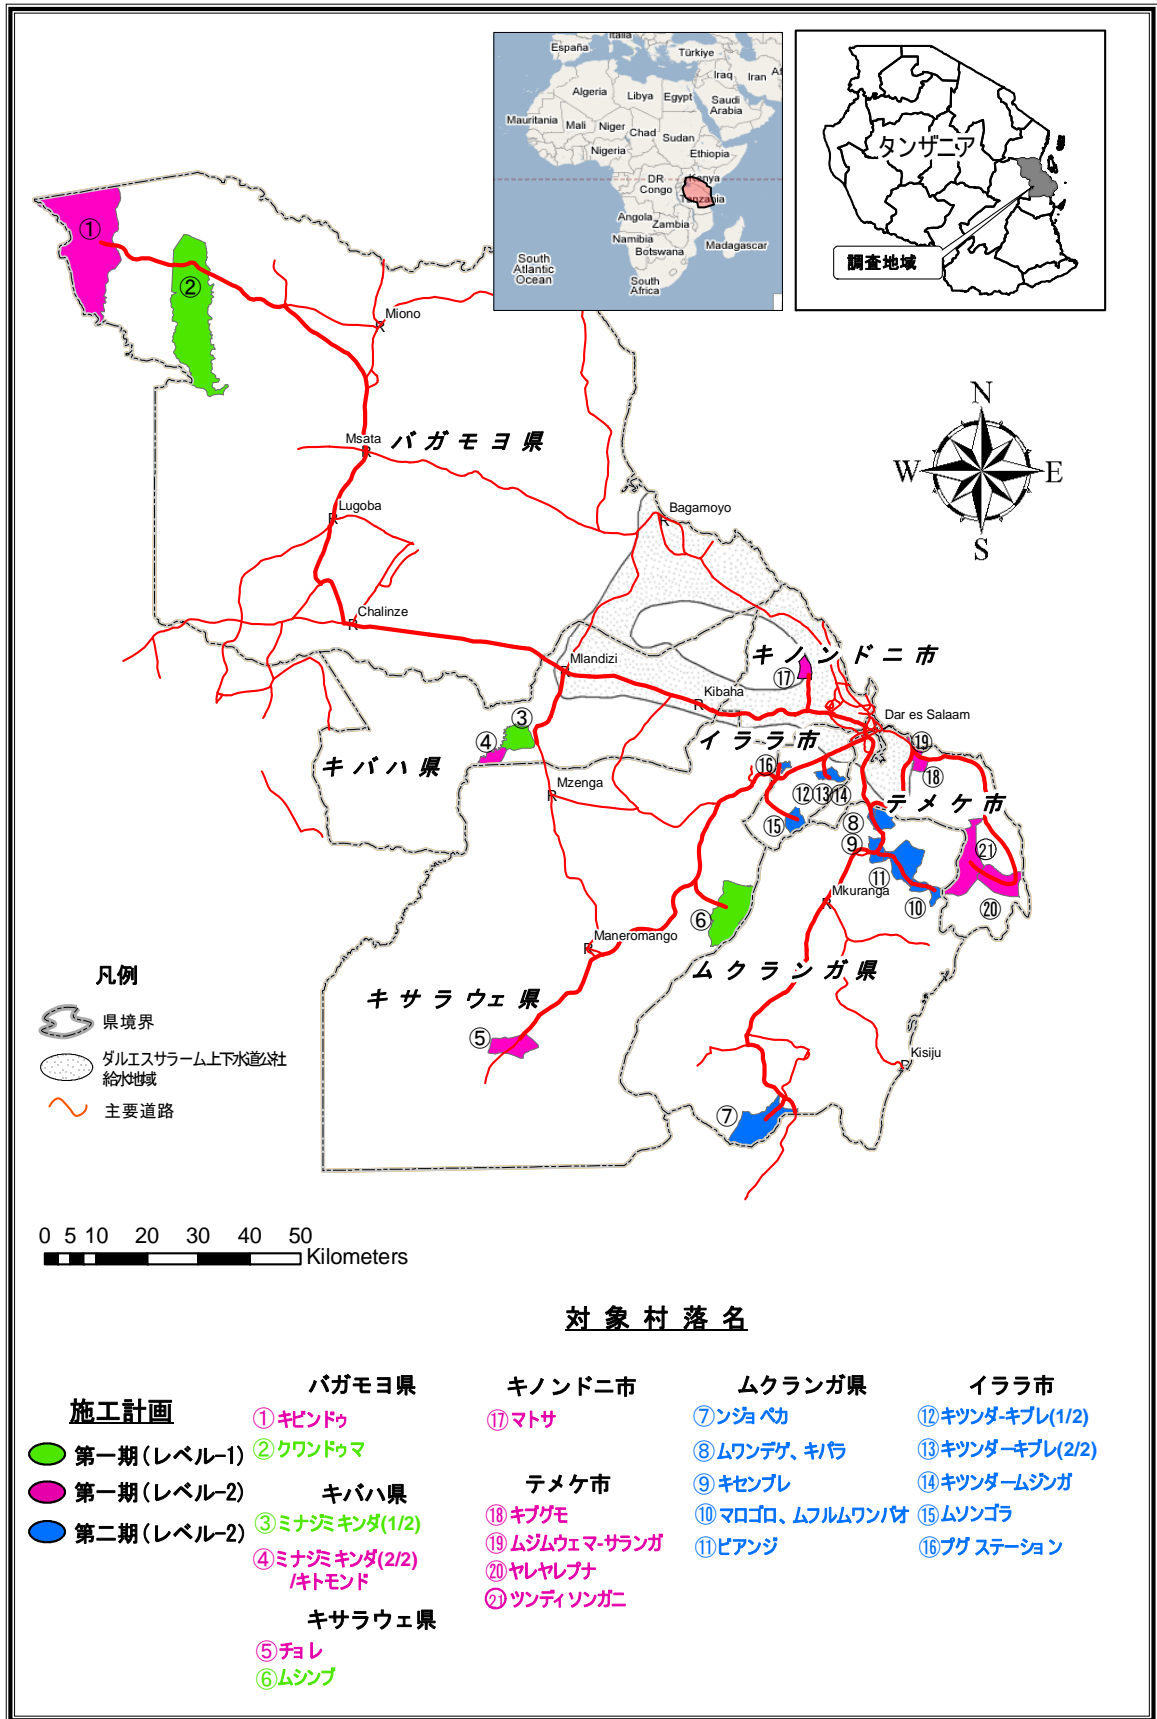 Italia
España
Türkiye
Iraq
Iran
Af
Algeria
Libya
Egypt
Saudi
Arabia
Mauritania
Mali
Niger
Chad
Sudan
Nigeria
Ethiopia
DR
Congo
Kenya
Tanzania
Angola
Zambia
Namibia
Botswana
Madagascar
South
Atlantic
Ocean
South
Africa
タンザニア
調査地域
①
②
Miono
R
Msata
R
バガモヨ県
N
W
E
S
Lugoba
R
Bagamoyo
R
Chalinze
R
Mlandizi
R
キノンドニ市
⑰
Kibaha
R
Dar es Salaam
③
④
イララ市
⑲
⑱
キバハ県
⑯
Mzenga
R
⑫⑬⑭
テメケ市
⑮
⑧
⑨
㉑
⑪
Mkuranga
R
⑩
⑳
⑥
Maneromango
R
ムクランガ県
キサラウェ県
⑤
Kisiju
R
⑦
凡例
県境界
ダルエスサラーム上下水道公社
給水地域
主要道路
0 5 10 20 30 40 50
Kilometers
対象村落名
施工計画
第一期(レベル-1)
第一期(レベル-2)
第二期(レベル-2)
バガモヨ県
①キビンドゥ
②クワンドゥマ
キバハ県
③ミナジミキンダ(1/2)
④ミナジミキンダ(2/2)
/キトモンド
キサラウェ県
⑤チョレ
⑥ムシンブ
キノンドニ市
⑰マトサ
テメケ市
⑱キブグモ
⑲ムジムウェマ-サランガ
⑳ヤレヤレプナ
㉑ツンディソンガニ
ムクランガ県
⑦ンジョペカ
⑧ムワンデゲ、キパラ
⑨キセンブレ
⑩マロゴロ、ムフルムワンバオ
⑪ビアンジ
イララ市
⑫キツンダ-キブレ(1/2)
⑬キツンダーキブレ(2/2)
⑭キツンダームジンガ
⑮ムソンゴラ
⑯プグ ステーション